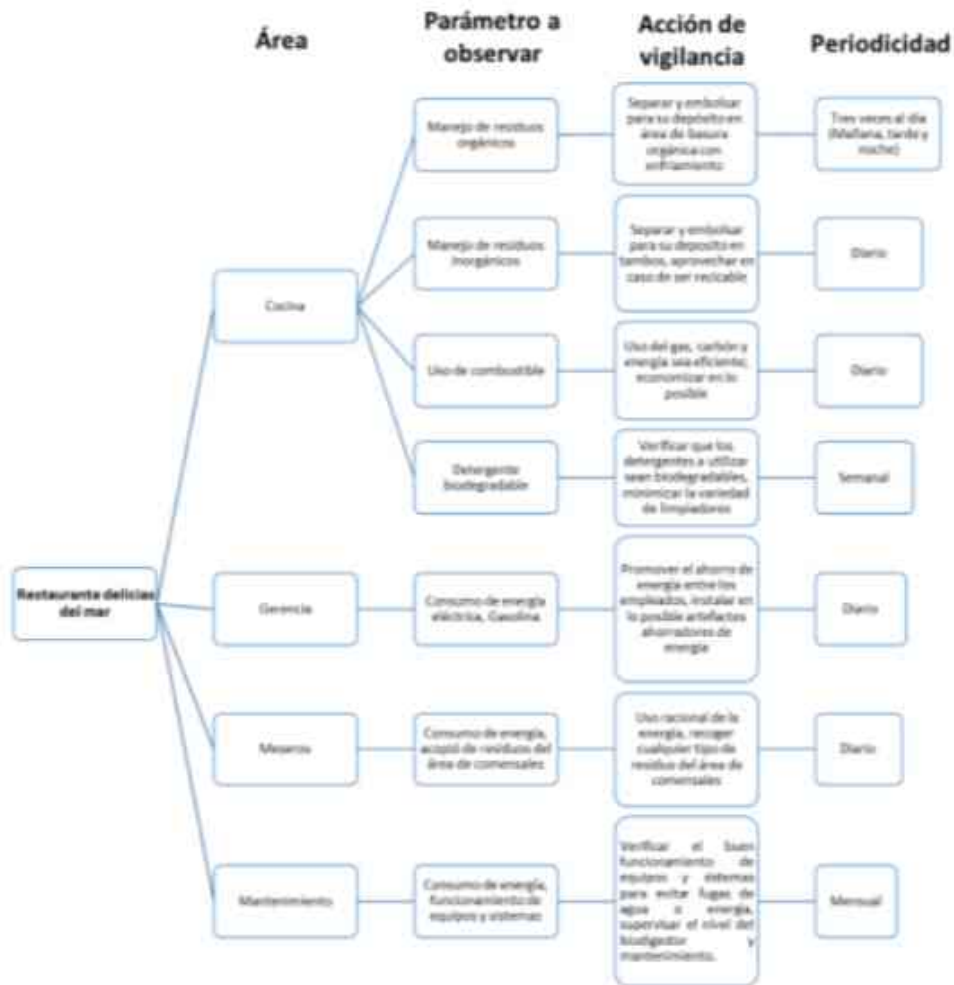 Área
Parámetro a
observar
Acción de
vigilancia
Periodicidad
Manejo de residuos
orgánicos
Separar y embolsar
para su depósito en
área de basura
orgánica con
enfriamiento
Tres veces al día
(Mañana, tarde y
noche)
Manejo de residuos
inorgánicos
Separar y embolsar
para su deposito en
tambos, aprovechar en
caso de ser reciclable
Diario
Cocina
Uso de combustible
Uso del gas, carbón y
energía sea eficiente;
economizar en lo
posible
Diario
Detergente
biodegradable
Verificar que los
detergentes a utilizar
sean biodegradables,
minimizar la variedad
de limpiadores
Semanal
Restaurante delicias
del mar
Gerencia
Consumo de energía
eléctrica, Gasolina
Promover el ahorro de
energía entre los
empleados, instalar en
lo posible artefactos
ahorradores de
energía
Diario
Meseros
Consumo de energía,
acopió de residuos del
área de comensales
Uso racional de la
energía, recoger
cualquier tipo de
residuo del área de
comensales
Diario
Mantenimiento
Consumo de energía,
funcionamiento de
equipos y sistemas
Verificar el buen
funcionamiento de
equipos y sistemas
para evitar fugas de
agua o energía,
supervisar el nivel del
biodigestor y
mantenimiento.
Mensual